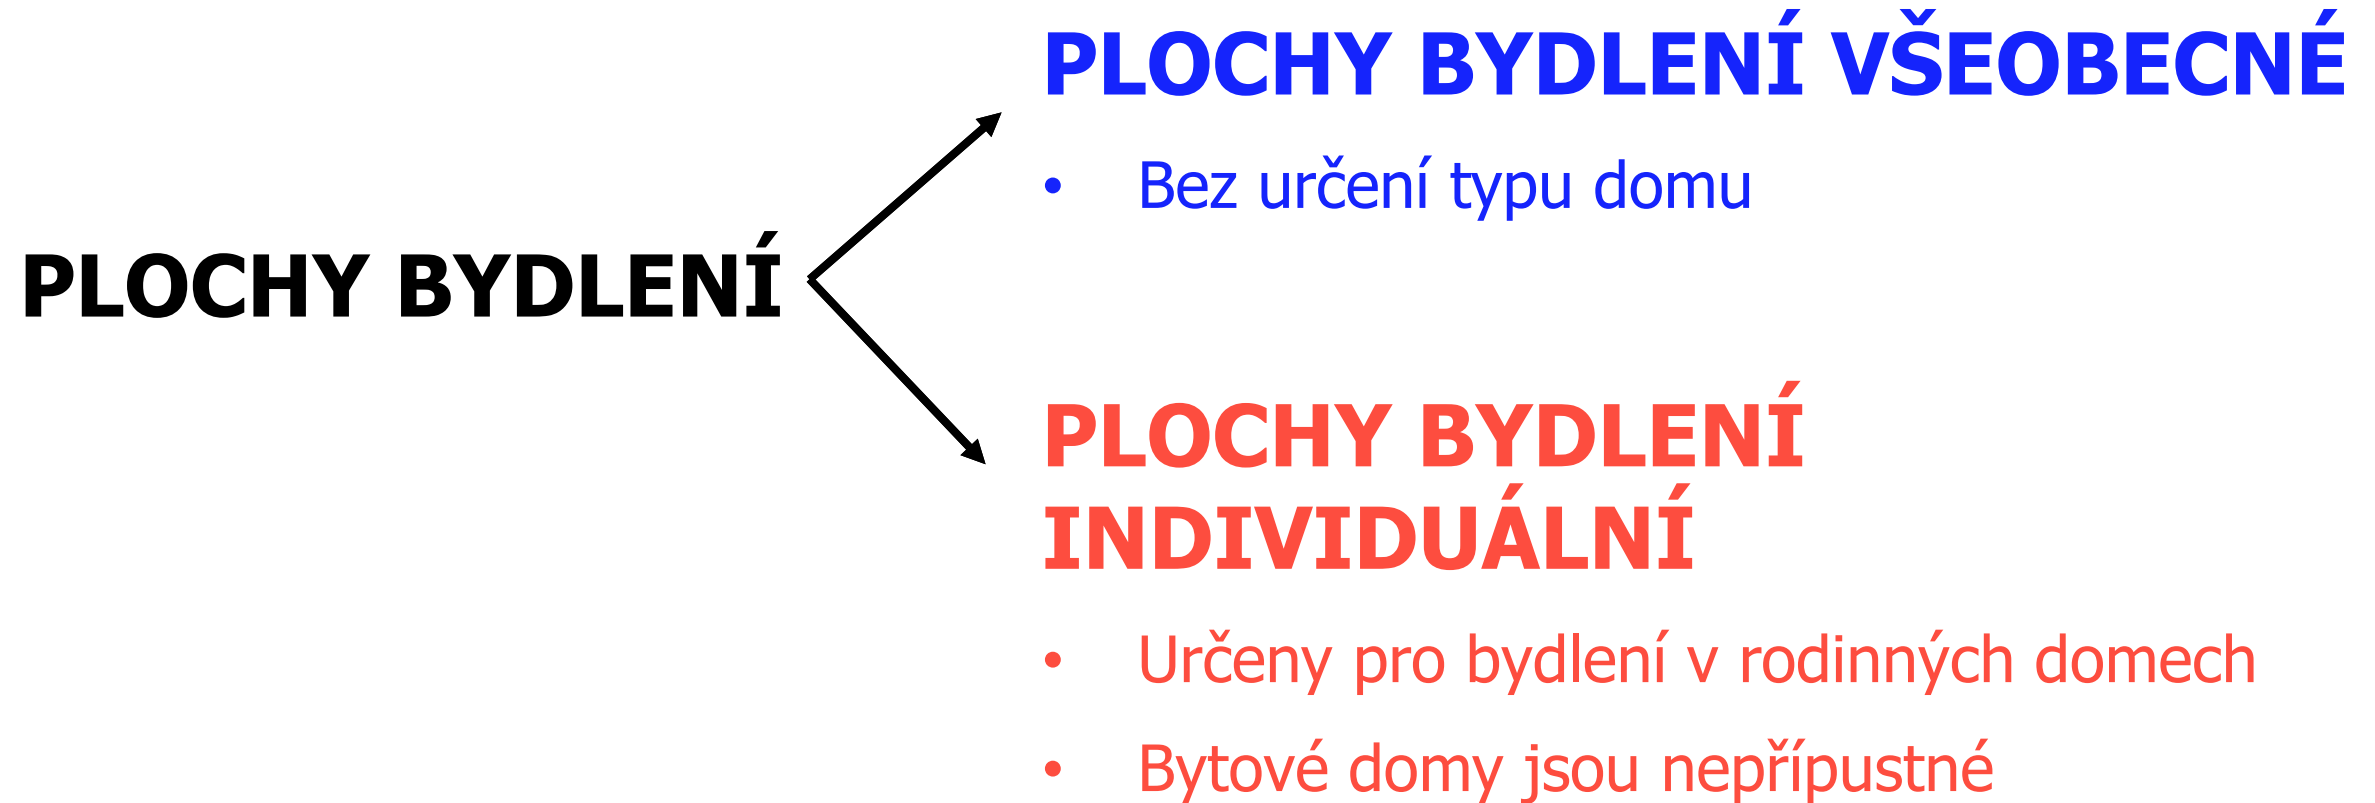 PLOCHY BYDLENÍ
PLOCHY BYDLENÍ VŠEOBECNÉ
• Bez určení typu domu
PLOCHY BYDLENÍ
INDIVIDUÁLNÍ
• Určeny pro bydlení v rodinných domech
• Bytové domy jsou nepřípustné